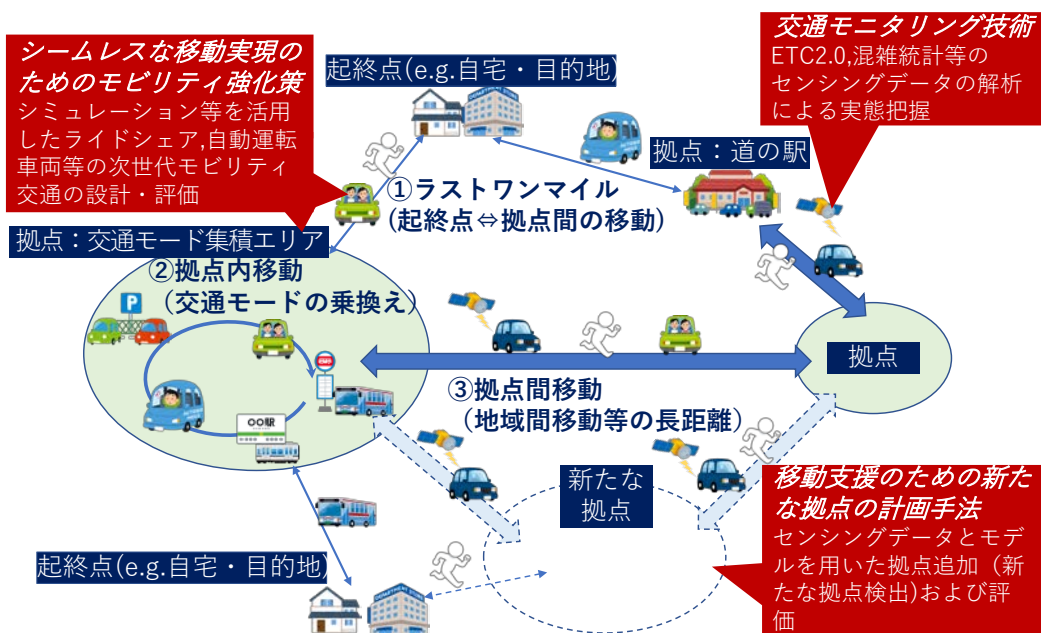 シームレスな移動実現の
ためのモビリティ強化策
シミュレーション等を活用
したライドシェア,自動運転
車両等の次世代モビリティ
交通の設計・評価
起終点(e.g.自宅・目的地)
交通モニタリング技術
ETC2.0,混雑統計等の
センシングデータの解析
による実態把握
拠点：道の駅
①ラストワンマイル
(起終点⇔拠点間の移動)
拠点：交通モード集積エリア
②拠点内移動
（交通モードの乗換え）
P
〇〇駅
拠点
③拠点間移動
(地域間移動等の長距離)
新たな
拠点
移動支援のための新た
な拠点の計画手法
センシングデータとモデ
ルを用いた拠点追加（新
たな拠点検出)および評
価
起終点(e.g.自宅・目的地)